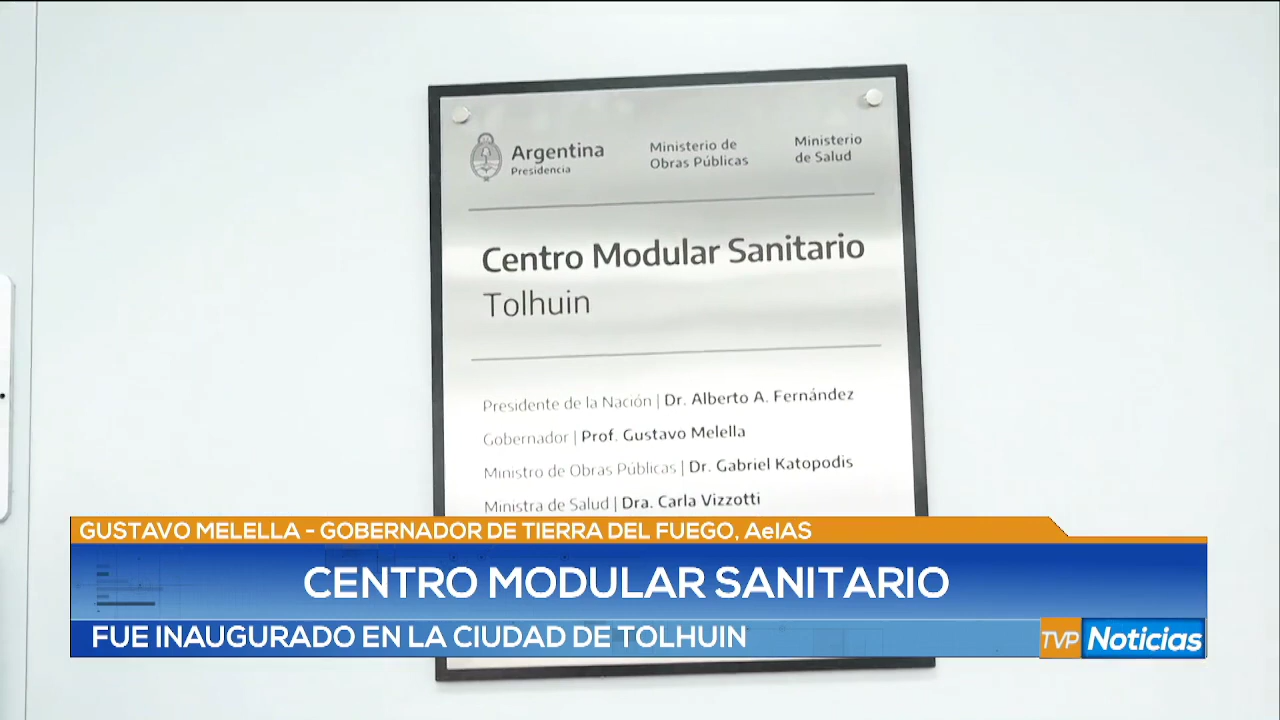 Argentina
Presidencia
Ministerio de
Obras Públicas
Ministerio
de Salud
Centro Modular Sanitario
Tolhuin
Presidente de la Nación | Dr. Alberto A. Fernández
Gobernador | Prof. Gustavo Melella
Ministro de Obras Públicas | Dr. Gabriel Katopodis
Ministra de Salud | Dra. Carla Vizzotti
GUSTAVO MELELLA - GOBERNADOR DE TIERRA DEL FUEGO, AeIAS
CENTRO MODULAR SANITARIO
FUE INAUGURADO EN LA CIUDAD DE TOLHUIN
TVP Noticias